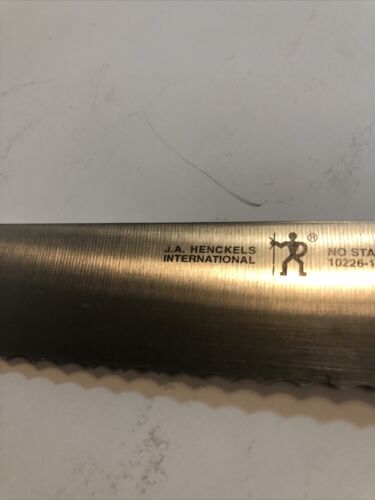 J.A. HENCKELS
INTERNATIONAL
®
NO STA
10226-1